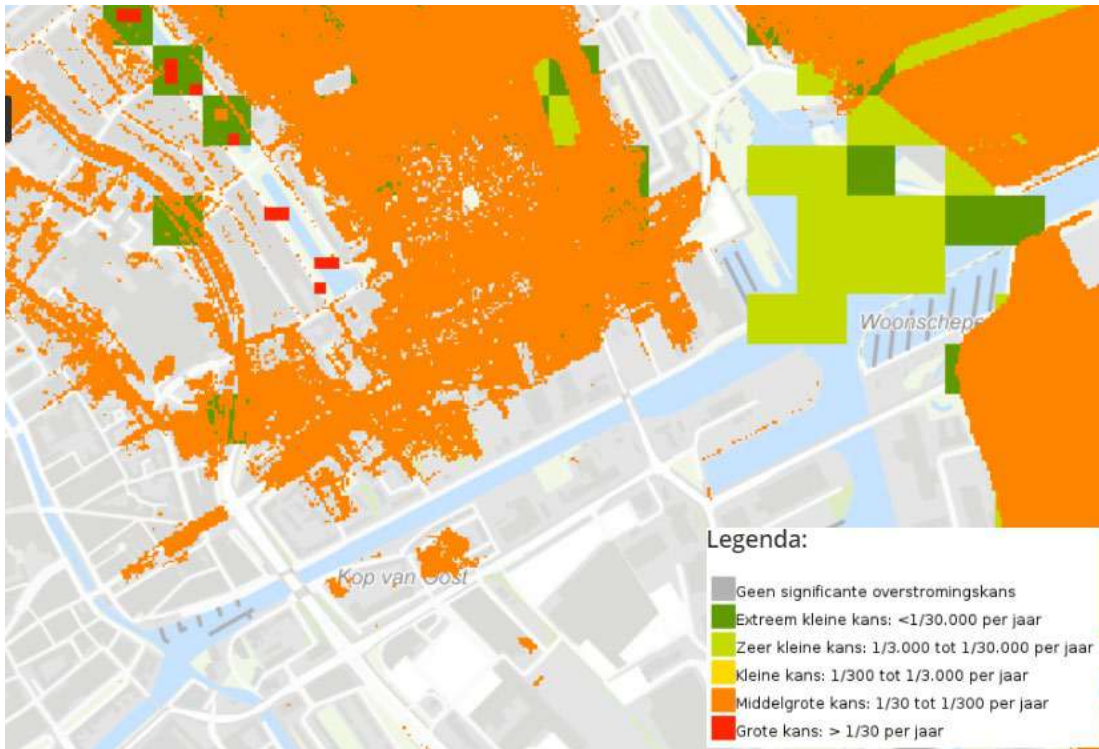 Woonschepe
Kop van Oost
Legenda:
Geen significante overstromingskans
Extreem kleine kans: <1/30.000 per jaar
Zeer kleine kans: 1/3.000 tot 1/30.000 per jaar
Kleine kans: 1/300 tot 1/3.000 per jaar
Middelgrote kans: 1/30 tot 1/300 per jaar
Grote kans: > 1/30 per jaar